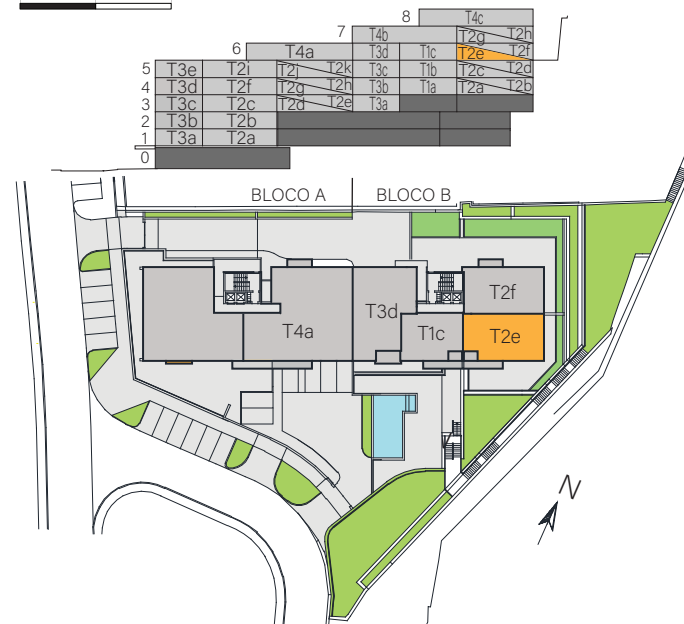 8 T4c
7 T4b T2g T2h
6 T4a T3d T1c T2e T2f
5 T3e T2i T2j T2k T3c T1b T2c T2d
4 T3d T2f T2g T2h T3b T1a T2a T2b
3 T3c T2c T2d T2e T3a
2 T3b T2b
1 T3a T2a
0
BLOCO A BLOCO B
T2f
T3d
T4a T1c T2e
N